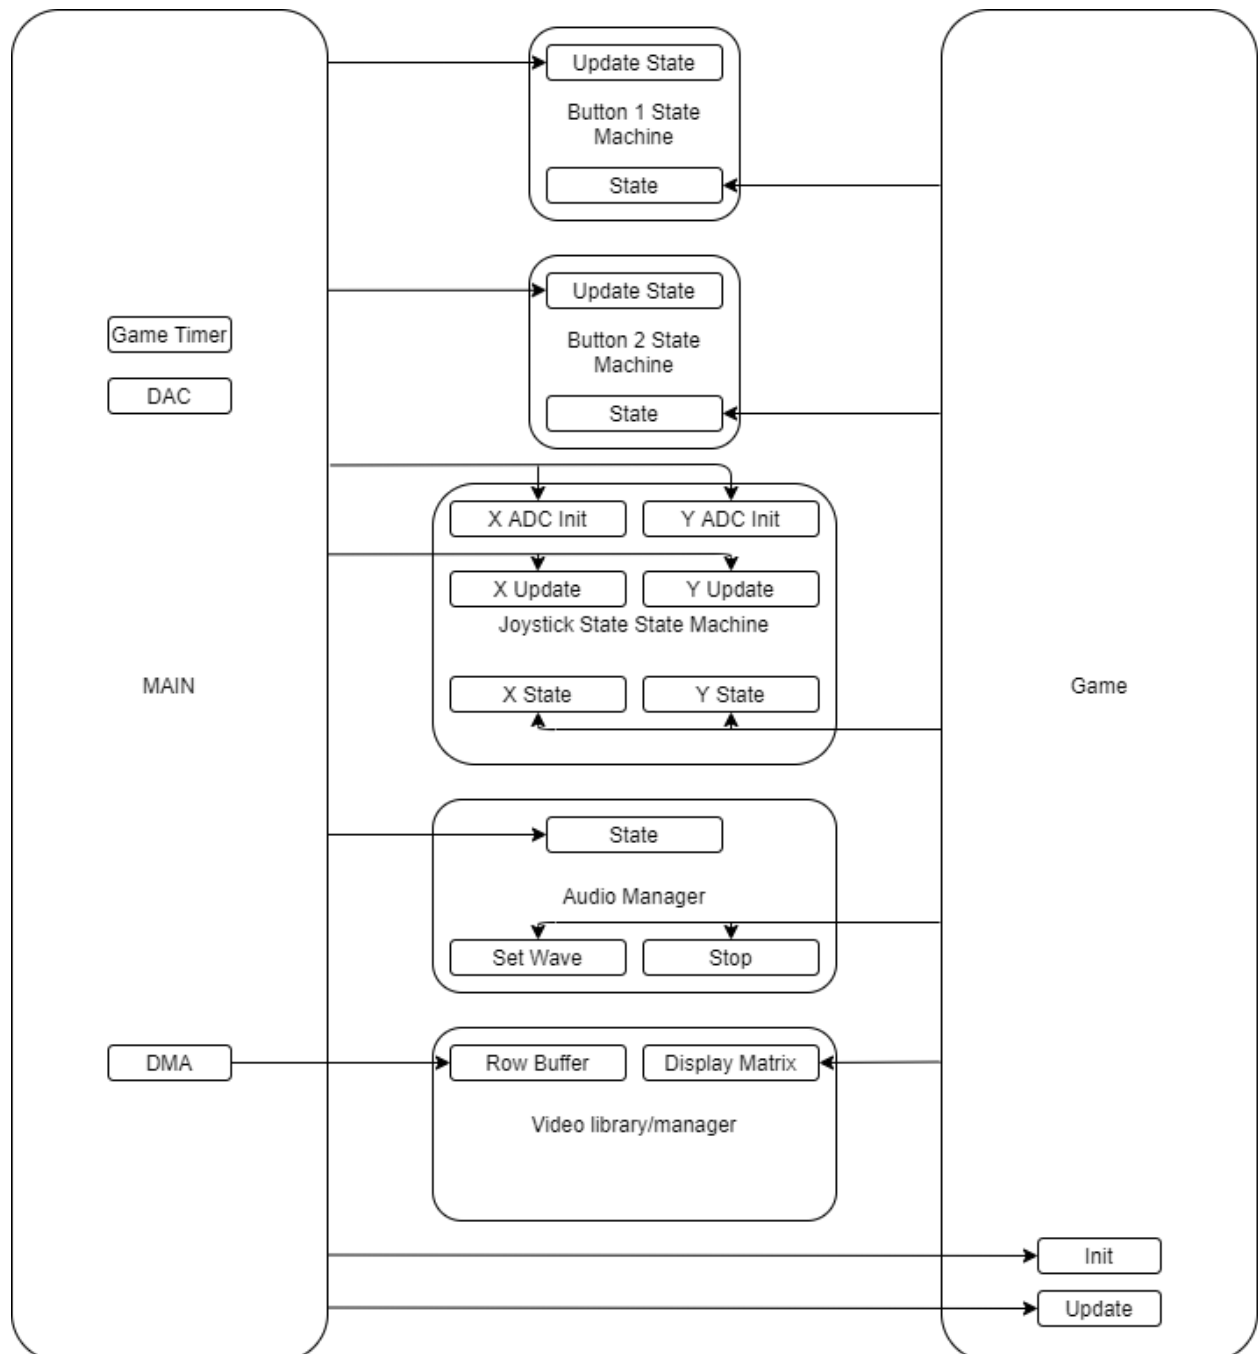 Update State
Button 1 State
Machine
State
Update State
Game Timer
Button 2 State
Machine
DAC
State
X ADC Init
Y ADC Init
X Update
Y Update
Joystick State State Machine
MAIN
X State
Y State
Game
State
Audio Manager
Set Wave
Stop
DMA
Row Buffer
Display Matrix
Video library/manager
Init
Update